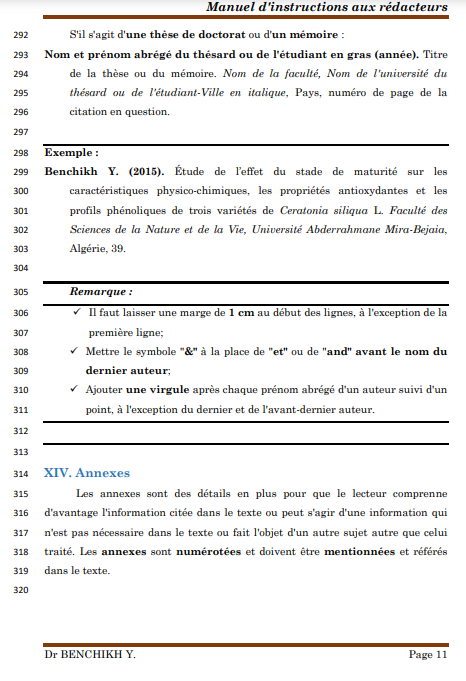 Manuel d'instructions aux rédacteurs
292 S'il s'agit d'une thèse de doctorat ou d'un mémoire :
293 Nom et prénom abrégé du thésard ou de l'étudiant en gras (année). Titre
294 de la thèse ou du mémoire. Nom de la faculté, Nom de l'université du
295 thésard ou de l'étudiant-Ville en italique, Pays, numéro de page de la
296 citation en question.
297
298 Exemple :
299 Benchikh Y. (2015). Étude de l'effet du stade de maturité sur les
300 caractéristiques physico-chimiques, les propriétés antioxydantes et les
301 profils phénoliques de trois variétés de Ceratonia siliqua L. Faculté des
302 Sciences de la Nature et de la Vie, Université Abderrahmane Mira-Bejaia,
303 Algérie, 39.
304
305 Remarque :
306 ✓ Il faut laisser une marge de 1 cm au début des lignes, à l'exception de la
307 première ligne;
308 ✓ Mettre le symbole "&" à la place de "et" ou de "and" avant le nom du
309 dernier auteur;
310 ✓ Ajouter une virgule après chaque prénom abrégé d'un auteur suivi d'un
311 point, à l'exception du dernier et de l'avant-dernier auteur.
312
313
314 XIV. Annexes
315 Les annexes sont des détails en plus pour que le lecteur comprenne
316 d'avantage l'information citée dans le texte ou peut s'agir d'une information qui
317 n'est pas nécessaire dans le texte ou fait l'objet d'un autre sujet autre que celui
318 traité. Les annexes sont numérotées et doivent être mentionnées et référés
319 dans le texte.
320
Dr BENCHIKH Y. Page 11